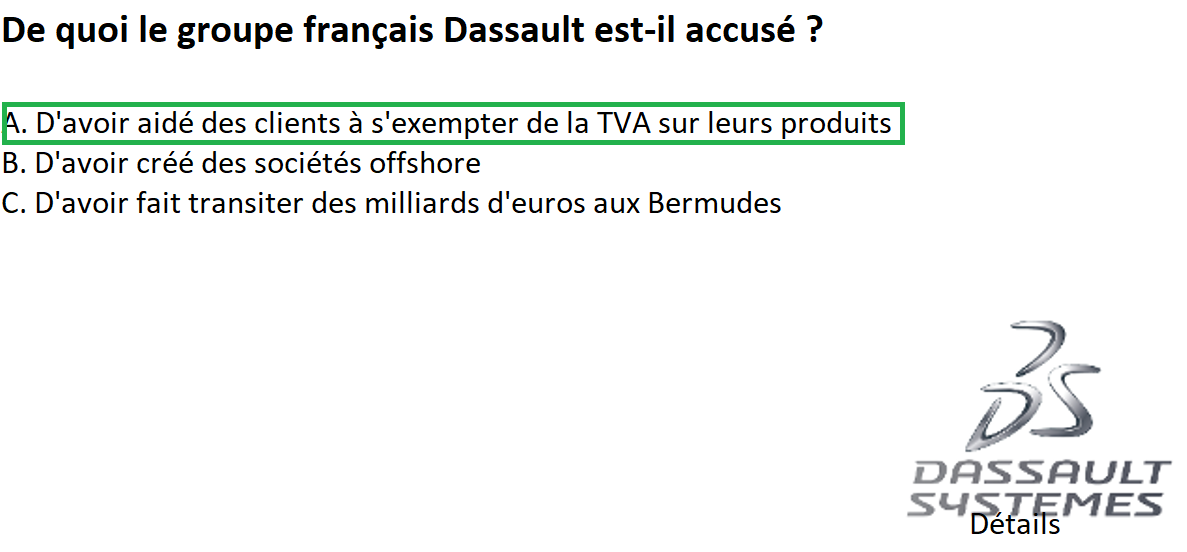 De quoi le groupe français Dassault est-il accusé ?
A. D'avoir aidé des clients à s'exempter de la TVA sur leurs produits
B. D'avoir créé des sociétés offshore
C. D'avoir fait transiter des milliards d'euros aux Bermudes
DASSAULT
SYSTEMES
Détails